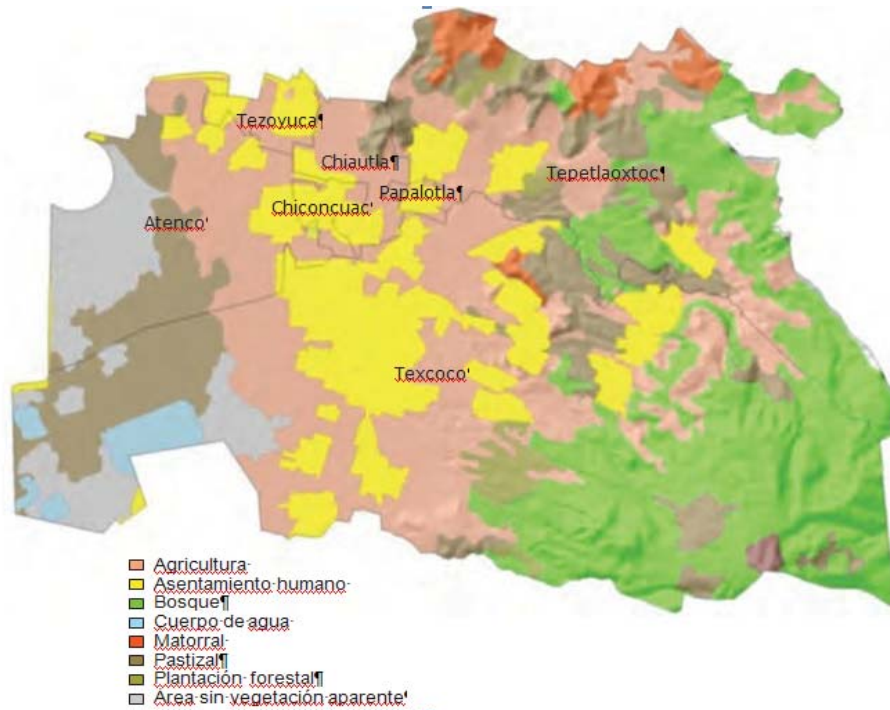 Tezoyuca¶
Chiautla¶
Papalotla¶
Tepetlaoxtoc¶
Chiconcuac'
Atenco'
Texcoco'
Agricultura·
Asentamiento·humano·
Bosque¶
Cuerpo·de·agua·
Matorral·
Pastizal¶
Plantación·forestal¶
Area·sin·vegetación·aparente¶